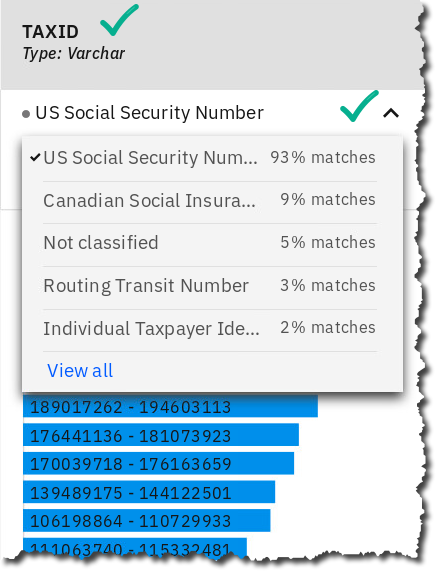 TAXID
Type: Varchar
US Social Security Number
US Social Security Num... 93% matches
Canadian Social Insura... 9% matches
Not classified 5% matches
Routing Transit Number 3% matches
Individual Taxpayer Ide... 2% matches
View all
189017262 - 194603113
176441136 - 181073923
170039718 - 176163659
139489175 - 144122501
106198864 - 110729933
111063740 - 115332481